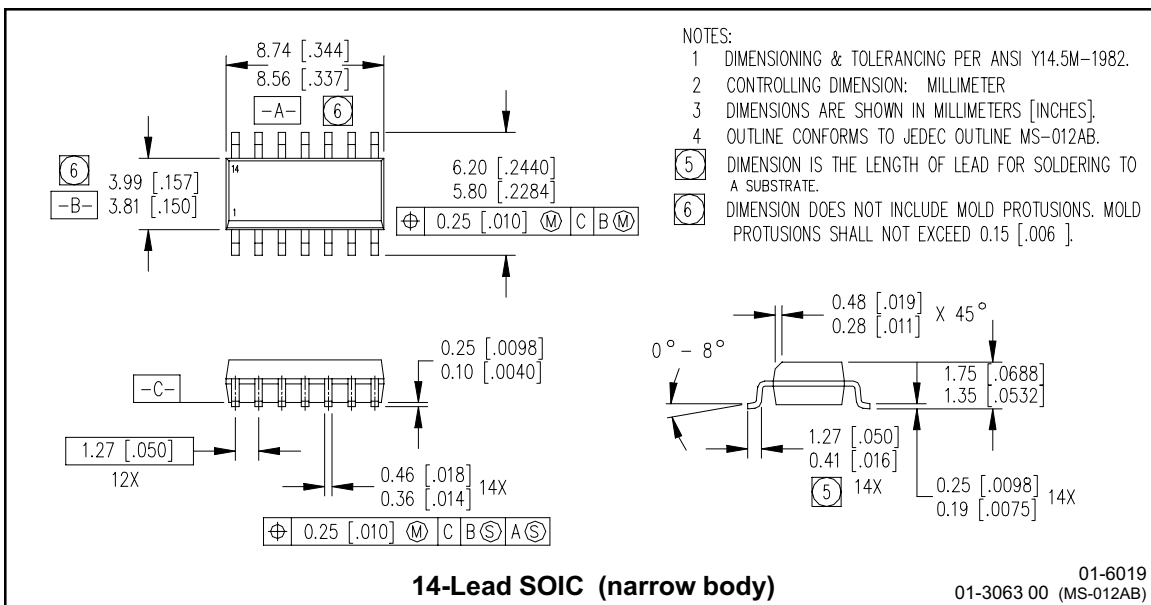 8.74 [.344]
8.56 [.337]
-A- 6
14
1
6
3.99 [.157]
-B- 3.81 [.150]
6.20 [.2440]
5.80 [.2284]
⌖ 0.25 [.010] Ⓜ C B Ⓜ
NOTES:
1 DIMENSIONING & TOLERANCING PER ANSI Y14.5M-1982.
2 CONTROLLING DIMENSION: MILLIMETER
3 DIMENSIONS ARE SHOWN IN MILLIMETERS [INCHES].
4 OUTLINE CONFORMS TO JEDEC OUTLINE MS-012AB.
5 DIMENSION IS THE LENGTH OF LEAD FOR SOLDERING TO
A SUBSTRATE.
6 DIMENSION DOES NOT INCLUDE MOLD PROTUSIONS. MOLD
PROTUSIONS SHALL NOT EXCEED 0.15 [.006 ].
-C-
0.25 [.0098]
0.10 [.0040]
1.27 [.050]
12X
0.46 [.018]
0.36 [.014] 14X
⌖ 0.25 [.010] Ⓜ C B Ⓢ A Ⓢ
0.48 [.019]
0.28 [.011] X 45°
0°-8°
1.75 [.0688]
1.35 [.0532]
1.27 [.050]
0.41 [.016]
5 14X
0.25 [.0098]
0.19 [.0075] 14X
14-Lead SOIC (narrow body)
01-6019
01-3063 00 (MS-012AB)